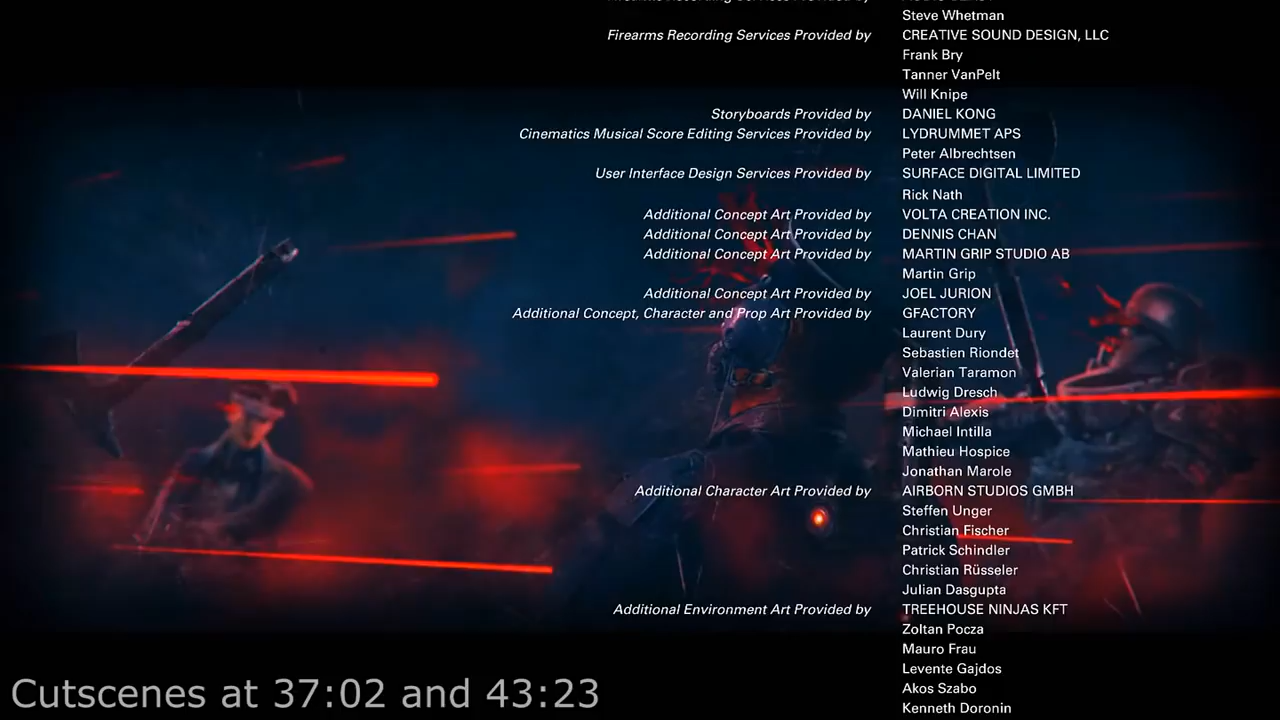 Steve Whetman
Firearms Recording Services Provided by CREATIVE SOUND DESIGN, LLC
Frank Bry
Tanner VanPelt
Will Knipe
Storyboards Provided by DANIEL KONG
Cinematics Musical Score Editing Services Provided by LYDRUMMET APS
Peter Albrechtsen
User Interface Design Services Provided by SURFACE DIGITAL LIMITED
Rick Nath
Additional Concept Art Provided by VOLTA CREATION INC.
Additional Concept Art Provided by DENNIS CHAN
Additional Concept Art Provided by MARTIN GRIP STUDIO AB
Martin Grip
Additional Concept Art Provided by JOEL JURION
Additional Concept, Character and Prop Art Provided by GFACTORY
Laurent Dury
Sebastien Riondet
Valerian Taramon
Ludwig Dresch
Dimitri Alexis
Michael Intilla
Mathieu Hospice
Jonathan Marole
Additional Character Art Provided by AIRBORN STUDIOS GMBH
Steffen Unger
Christian Fischer
Patrick Schindler
Christian Rüsseler
Julian Dasgupta
Additional Environment Art Provided by TREEHOUSE NINJAS KFT
Zoltan Pocza
Mauro Frau
Levente Gajdos
Akos Szabo
Kenneth Doronin
Cutscenes at 37:02 and 43:23